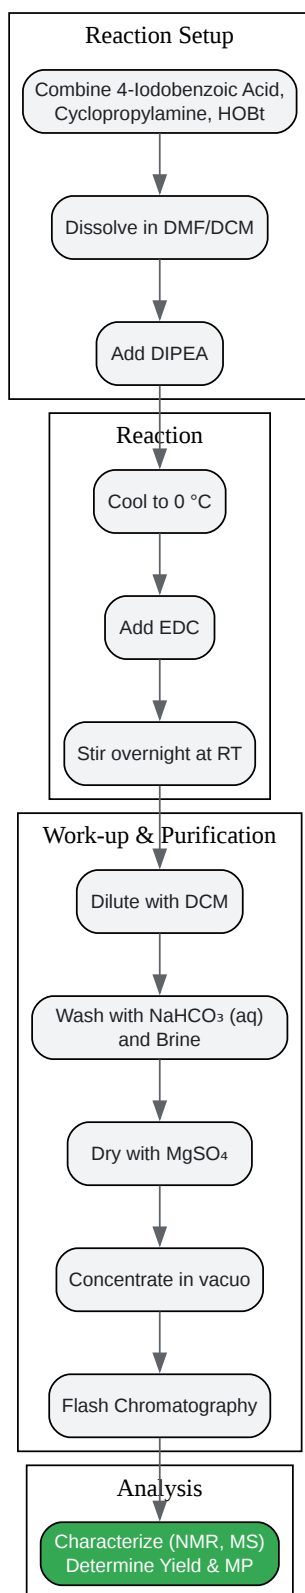 Reaction Setup
Combine 4-Iodobenzoic Acid,
Cyclopropylamine, HOBt
Dissolve in DMF/DCM
Add DIPEA
Reaction
Cool to 0 °C
Add EDC
Stir overnight at RT
Work-up & Purification
Dilute with DCM
Wash with NaHCO₃ (aq)
and Brine
Dry with MgSO₄
Concentrate in vacuo
Flash Chromatography
Analysis
Characterize (NMR, MS)
Determine Yield & MP